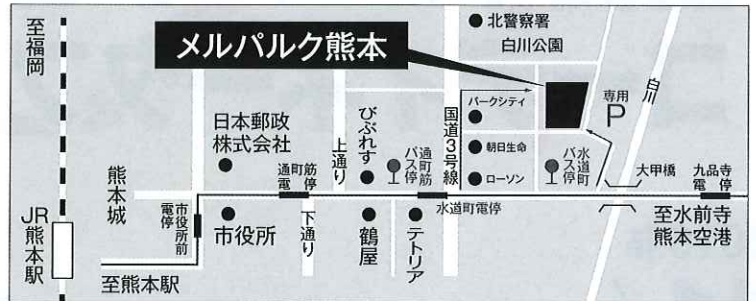 至福岡
メルパルク熊本
北警察署
白川公園
白川
専用
P
パークシティ
国道3号線
びぷれす
上通り
日本郵政
株式会社
通町筋
電停
通町筋
バス停
朝日生命
ローソン
水道町
バス停
大甲橋
九品寺
電停
熊本城
JR
熊本駅
市役所前
電停
市役所
下通り
鶴屋
テトリア
水道町電停
至水前寺
熊本空港
至熊本駅